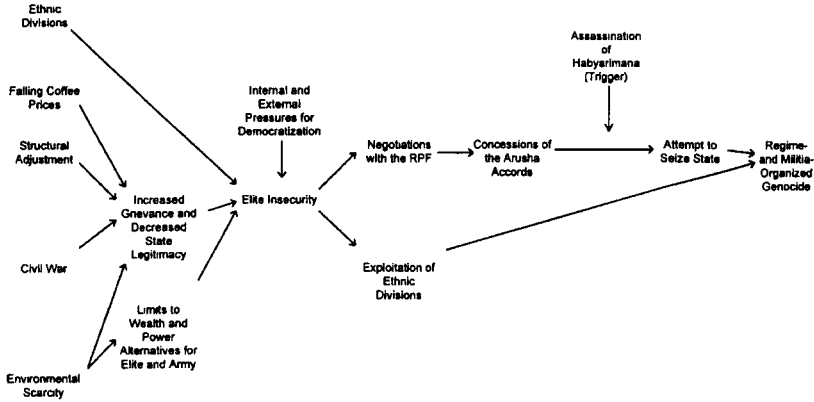 Ethnic
Divisions
Falling Coffee
Prices
Structural
Adjustment
Civil War
Environmental
Scarcity
Increased
Grievance and
Decreased
State
Legitimacy
Limits to
Wealth and
Power
Alternatives for
Elite and Army
Internal and
External
Pressures for
Democratization
Elite Insecurity
Negotiations
with the RPF
Exploitation of
Ethnic
Divisions
Concessions of
the Arusha
Accords
Assassination
of
Habyarimana
(Trigger)
Attempt to
Seize State
Regime-
and Militia-
Organized
Genocide